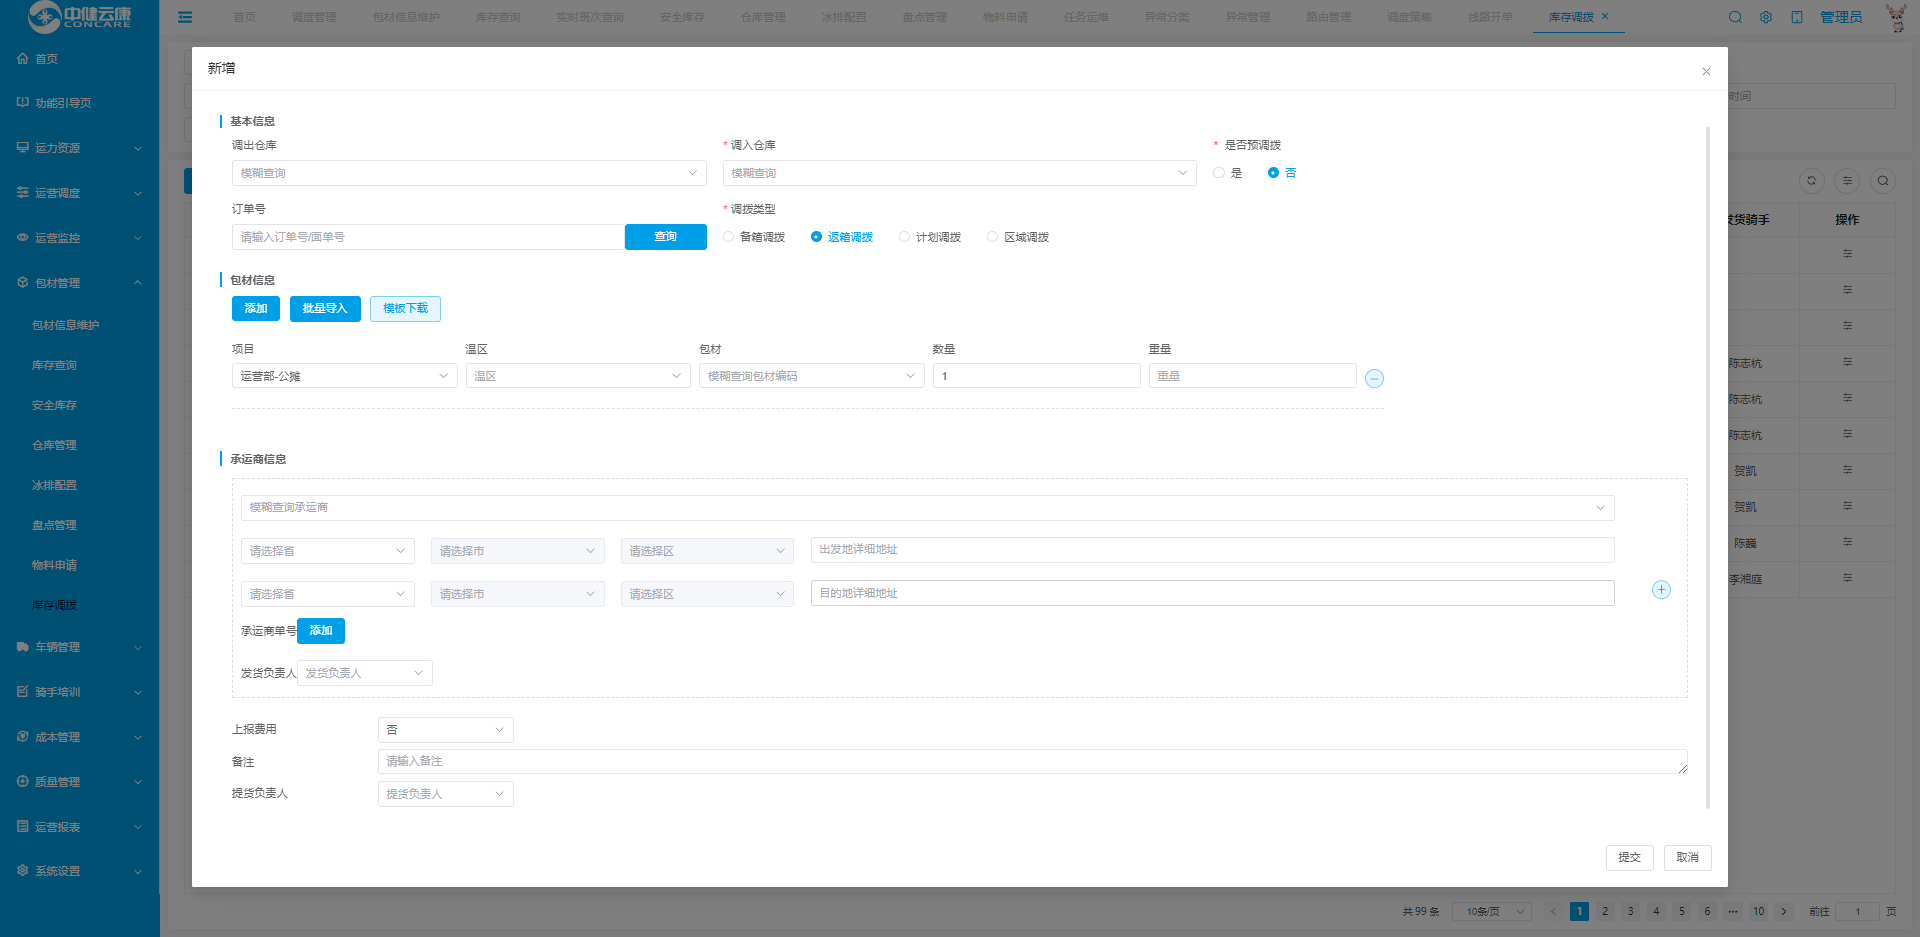 中健云康
CONCARE
首页
调度管理
包材信息维护
库存查询
实时班次查询
安全库存
仓库管理
冰排配置
盘点管理
物料申请
任务运维
异常分类
异常管理
路由管理
调度策略
线路开单
库存调拨
管理员
首页
功能引导页
运力资源
运营调度
运营监控
包材管理
包材信息维护
库存查询
安全库存
仓库管理
冰排配置
盘点管理
物料申请
库存调拨
车辆管理
骑手培训
成本管理
质量管理
运营报表
系统设置
新增
基本信息
调出仓库
* 调入仓库
* 是否预调拨
模糊查询
模糊查询
是
否
订单号
* 调拨类型
请输入订单号/面单号
查询
备箱调拨
返箱调拨
计划调拨
区域调拨
包材信息
添加
批量导入
模板下载
项目
温区
包材
数量
重量
运营部-公摊
温区
模糊查询包材编码
1
重量
承运商信息
模糊查询承运商
请选择省
请选择市
请选择区
出发地详细地址
请选择省
请选择市
请选择区
目的地详细地址
承运商单号
添加
发货负责人
发货负责人
上报费用
否
备注
请输入备注
提货负责人
提货负责人
提交
取消
时间
发货骑手
操作
陈志杭
陈志杭
陈志杭
贺凯
贺凯
陈巍
李湘庭
共 99 条
10条/页
1
2
3
4
5
6
···
10
前往
1
页